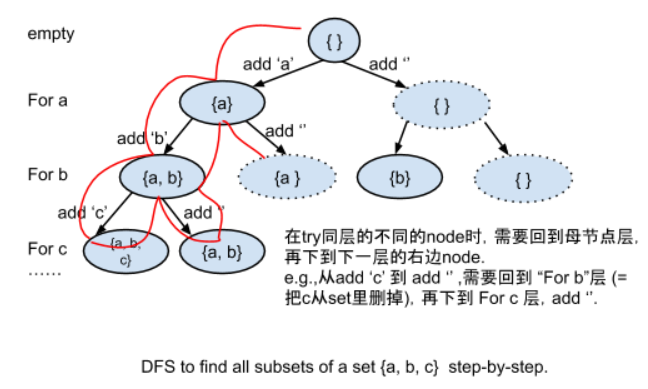 empty
{ }
add ‘a’
add ‘’
For a
{a}
{ }
add ‘b’
add ‘’
For b
{a, b}
{a }
{b}
{ }
add ‘c’
add ‘’
For c
{a, b,
c}
{a, b}
……
在try同层的不同的node时, 需要回到母节点层,
再下到下一层的右边node.
e.g.,从add ‘c’ 到 add ‘’ ,需要回到 “For b”层 (=
把c从set里删掉), 再下到 For c 层, add ‘’.
DFS to find all subsets of a set {a, b, c} step-by-step.